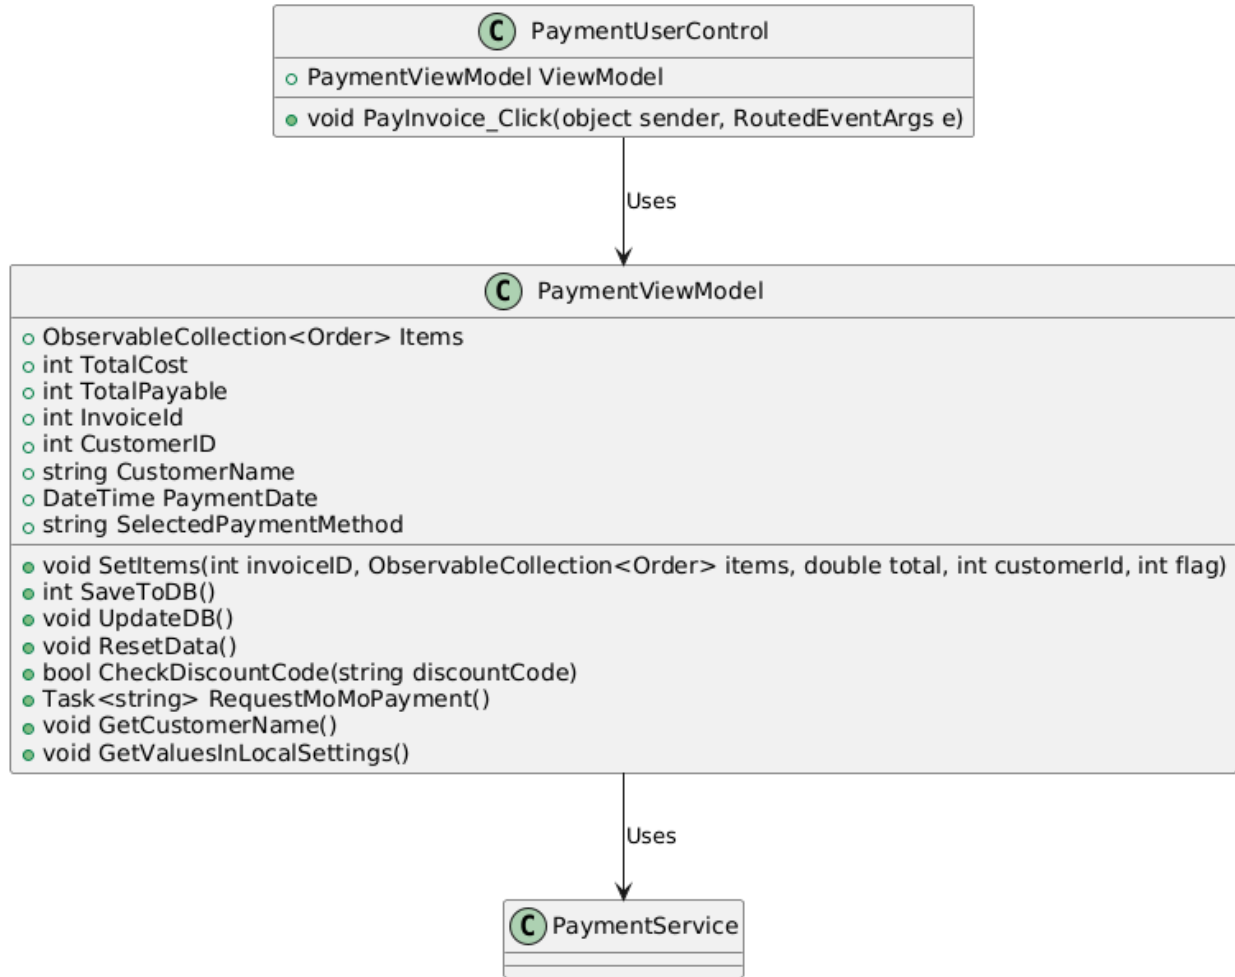 C PaymentUserControl
PaymentViewModel ViewModel
void PayInvoice_Click(object sender, RoutedEventArgs e)
Uses
C PaymentViewModel
ObservableCollection<Order> Items
int TotalCost
int TotalPayable
int InvoiceId
int CustomerID
string CustomerName
DateTime PaymentDate
string SelectedPaymentMethod
void SetItems(int invoiceID, ObservableCollection<Order> items, double total, int customerId, int flag)
int SaveToDB()
void UpdateDB()
void ResetData()
bool CheckDiscountCode(string discountCode)
Task<string> RequestMoMoPayment()
void GetCustomerName()
void GetValuesInLocalSettings()
Uses
C PaymentService